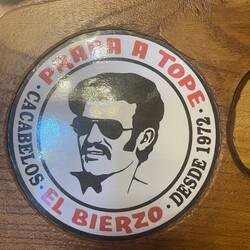 PRADA A TOPE
CACABELOS
DESDE 1972
EL BIERZO